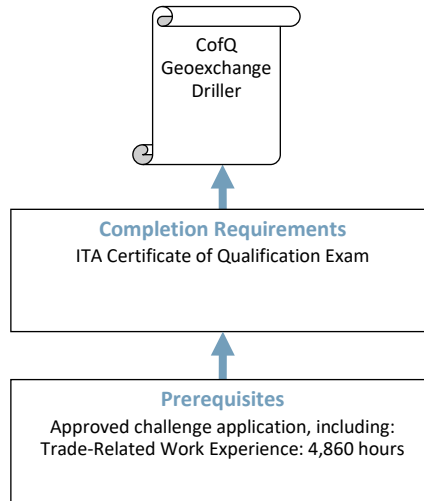 CofQ
Geoexchange
Driller
Completion Requirements
ITA Certificate of Qualification Exam
Prerequisites
Approved challenge application, including:
Trade-Related Work Experience: 4,860 hours